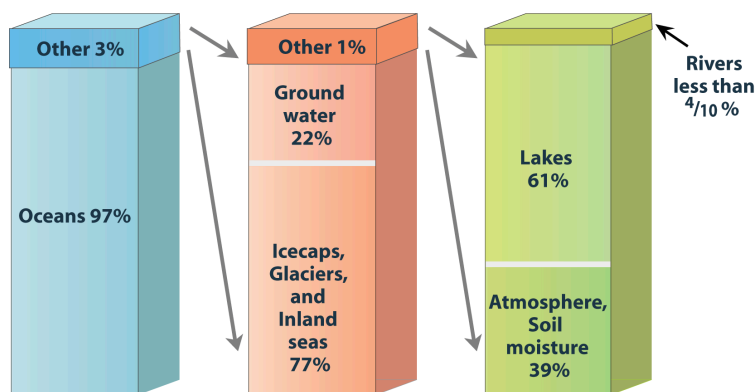 Other 3%
Oceans 97%
Other 1%
Ground
water
22%
Icecaps,
Glaciers,
and
Inland
seas
77%
Rivers
less than
4/10 %
Lakes
61%
Atmosphere,
Soil
moisture
39%